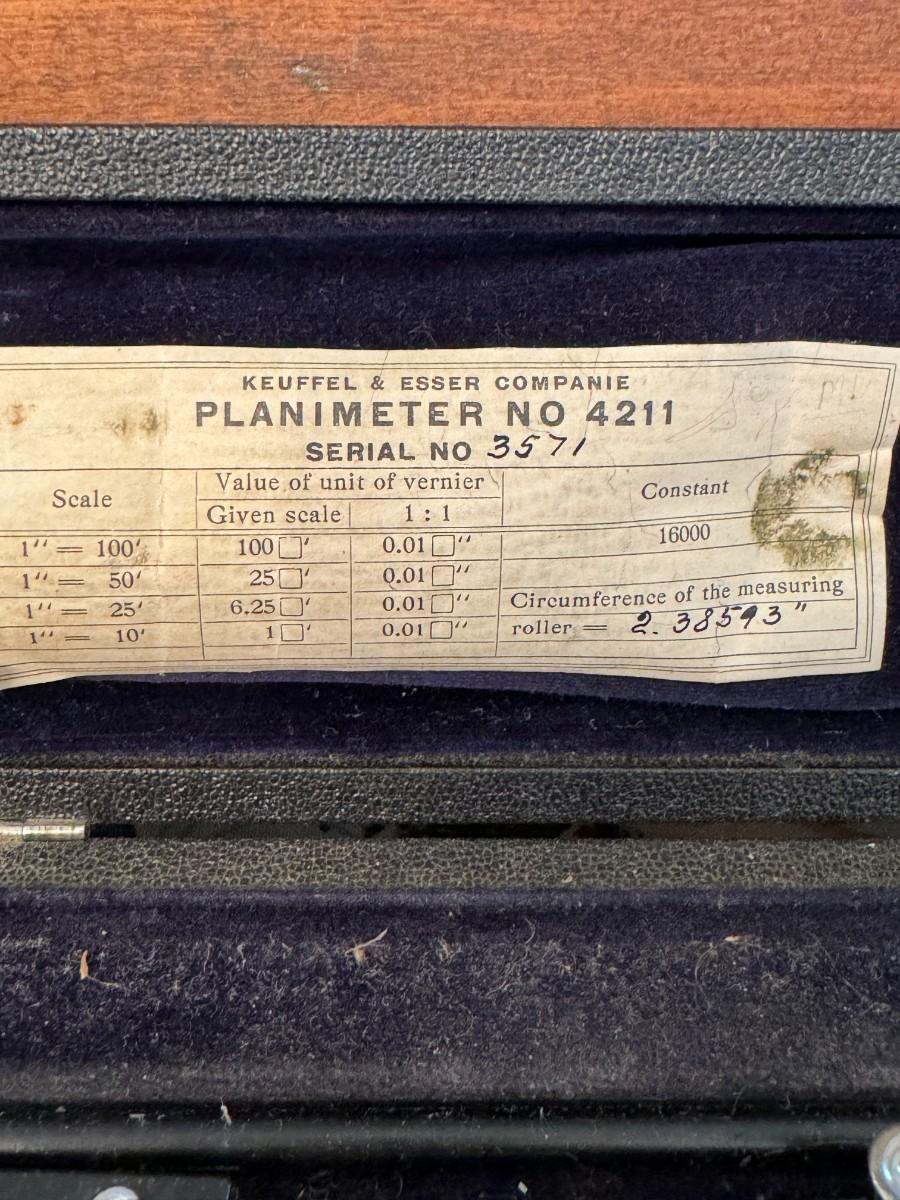 KEUFFEL & ESSER COMPANIE
PLANIMETER NO 4211
SERIAL NO 3571
Scale Value of unit of vernier Constant
Given scale 1 : 1
1" = 100' 100□' 0.01□" 16000
1" = 50' 25□' 0.01□"
1" = 25' 6.25□' 0.01□" Circumference of the measuring
1" = 10' 1□' 0.01□" roller = 2.38593"